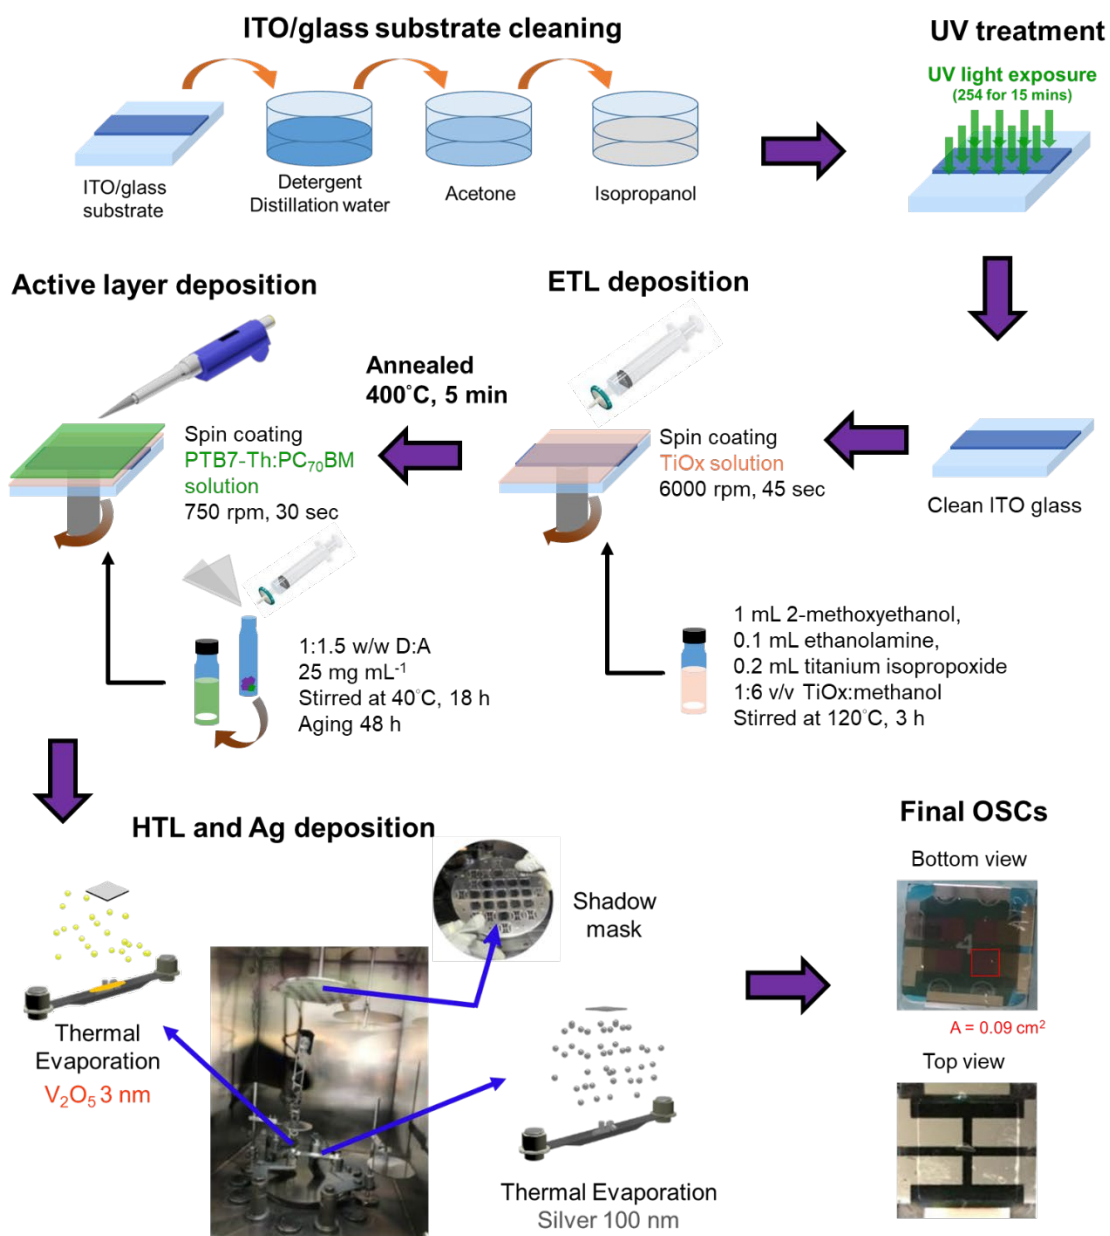 ITO/glass substrate cleaning
UV treatment
UV light exposure
(254 for 15 mins)
ITO/glass
substrate
Detergent
Distillation water
Acetone
Isopropanol
Active layer deposition
ETL deposition
Annealed
400°C, 5 min
Spin coating
PTB7-Th:PC₇₀BM
solution
750 rpm, 30 sec
Spin coating
TiOx solution
6000 rpm, 45 sec
Clean ITO glass
1:1.5 w/w D:A
25 mg mL⁻¹
Stirred at 40°C, 18 h
Aging 48 h
1 mL 2-methoxyethanol,
0.1 mL ethanolamine,
0.2 mL titanium isopropoxide
1:6 v/v TiOx:methanol
Stirred at 120°C, 3 h
HTL and Ag deposition
Final OSCs
Shadow
mask
Bottom view
4
A = 0.09 cm²
Thermal
Evaporation
V₂O₅ 3 nm
Thermal Evaporation
Silver 100 nm
Top view